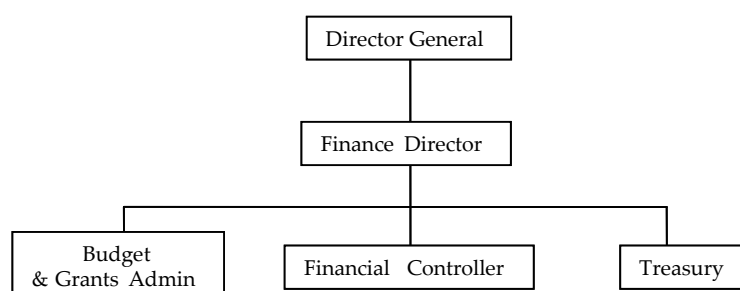 Director General
Finance Director
Budget
& Grants Admin
Financial Controller
Treasury